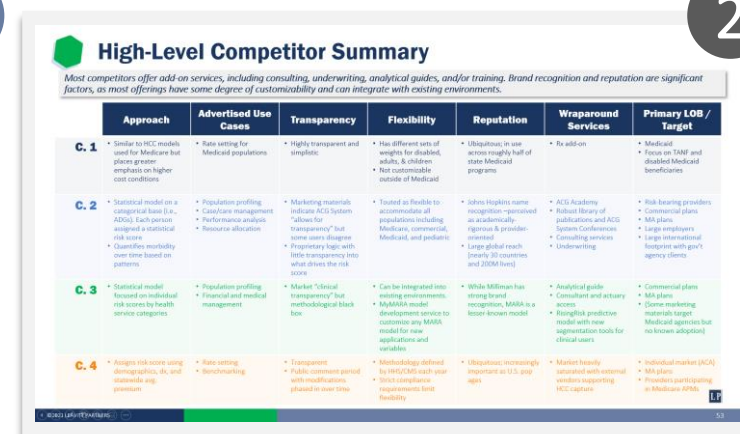 2
High-Level Competitor Summary
Most competitors offer add-on services, including consulting, underwriting, analytical guides, and/or training. Brand recognition and reputation are significant
factors, as most offerings have some degree of customizability and can integrate with existing environments.
Approach
Advertised Use
Cases
Transparency
Flexibility
Reputation
Wraparound
Services
Primary LOB /
Target
C. 1
• Similar to HCC models
used for Medicare but
places greater
emphasis on higher
cost conditions
• Rate setting for
Medicaid populations
• Highly transparent and
simplistic
• Has different sets of
weights for disabled,
adults, & children
• Not customizable
outside of Medicaid
• Ubiquitous; in use
across roughly half of
state Medicaid
programs
• Rx add-on
• Medicaid
• Focus on TANF and
disabled Medicaid
beneficiaries
C. 2
• Statistical model on a
categorical base (i.e.,
ADGs). Each person
assigned a statistical
risk score
• Quantifies morbidity
over time based on
patterns
• Population profiling
• Case/care management
• Performance analysis
• Resource allocation
• Marketing materials
indicate ACG System
"allows for
transparency" but
some users disagree
• Proprietary logic with
little transparency into
what drives the risk
score
• Touted as flexible to
accommodate all
populations including
Medicare, commercial,
Medicaid, and pediatric
• Johns Hopkins name
recognition –perceived
as academically-
rigorous & provider-
oriented
• Large global reach
(nearly 30 countries
and 200M lives)
• ACG Academy
• Robust library of
publications and ACG
System Conferences
• Consulting services
• Underwriting
• Risk-bearing providers
• Commercial plans
• MA plans
• Large employers
• Large international
footprint with gov't
agency clients
C. 3
• Statistical model
focused on individual
risk scores by health
service categories
• Population profiling
• Financial and medical
management
• Market "clinical
transparency" but
methodological black
box
• Can be integrated into
existing environments
• MyMARA model
development service to
customize any MARA
model for new
applications and
variables
• While Milliman has
strong brand
recognition, MARA is a
lesser-known model
• Analytical guide
• Consultant and actuary
access
• RisingRisk predictive
model with new
segmentation tools for
clinical users
• Commercial plans
• MA plans
• (Some marketing
materials target
Medicaid agencies but
no known adoption)
C. 4
• Assigns risk score using
demographics, dx, and
statewide avg.
premium
• Rate setting
• Benchmarking
• Transparent
• Public comment period
with modifications
phased in over time
• Methodology defined
by HHS/CMS each year
• Strict compliance
requirements limit
flexibility
• Ubiquitous; increasingly
important as U.S. pop
ages
• Market heavily
saturated with external
vendors supporting
HCC capture
• Individual market (ACA)
• MA plans
• Providers participating
in Medicare APMs
LP
53